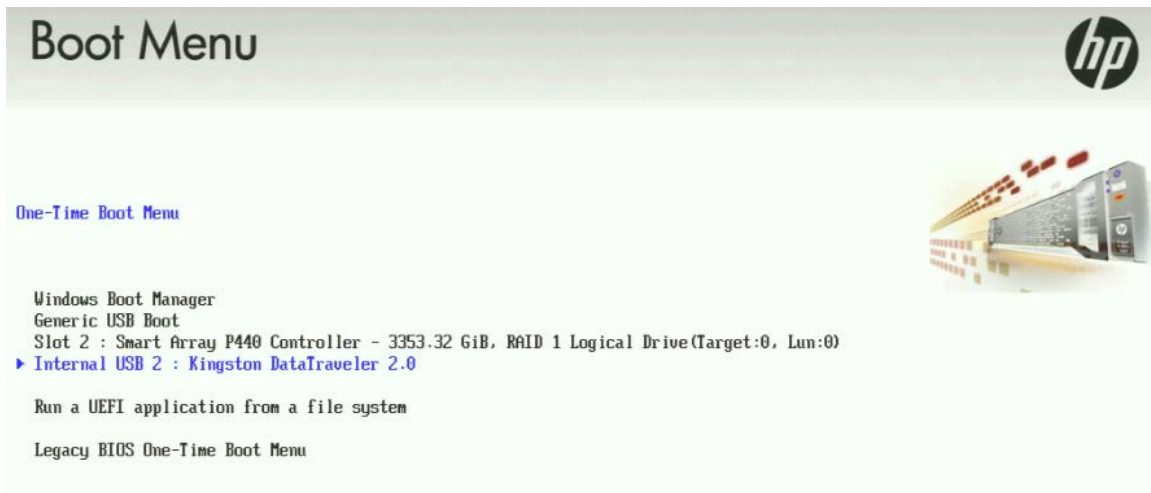 Boot Menu
hp
One-Time Boot Menu
Windows Boot Manager
Generic USB Boot
Slot 2 : Smart Array P440 Controller - 3353.32 GiB, RAID 1 Logical Drive(Target:0, Lun:0)
Internal USB 2 : Kingston DataTraveler 2.0
Run a UEFI application from a file system
Legacy BIOS One-Time Boot Menu